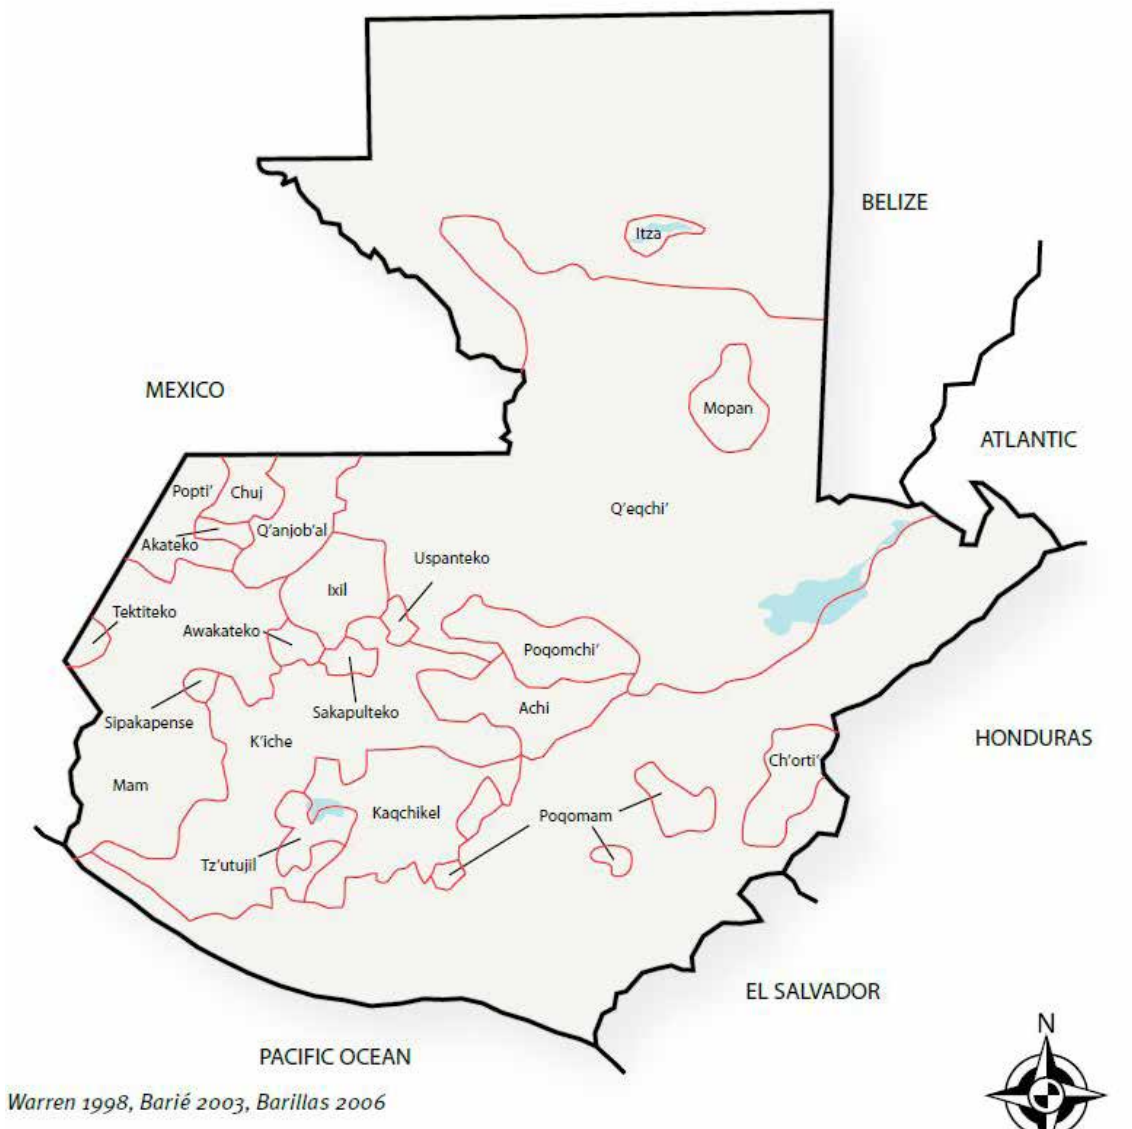 BELIZE
Itza
MEXICO
Mopan
ATLANTIC
Popti'
Chuj
Q'eqchi'
Q'anjob'al
Akateko
Uspanteko
Ixil
Tektiteko
Awakateko
Poqomchi'
Sakapulteko
Achi
Sipakapense
K'iche
HONDURAS
Ch'orti'
Mam
Kaqchikel
Poqomam
Tz'utujil
EL SALVADOR
N
PACIFIC OCEAN
Warren 1998, Barié 2003, Barillas 2006